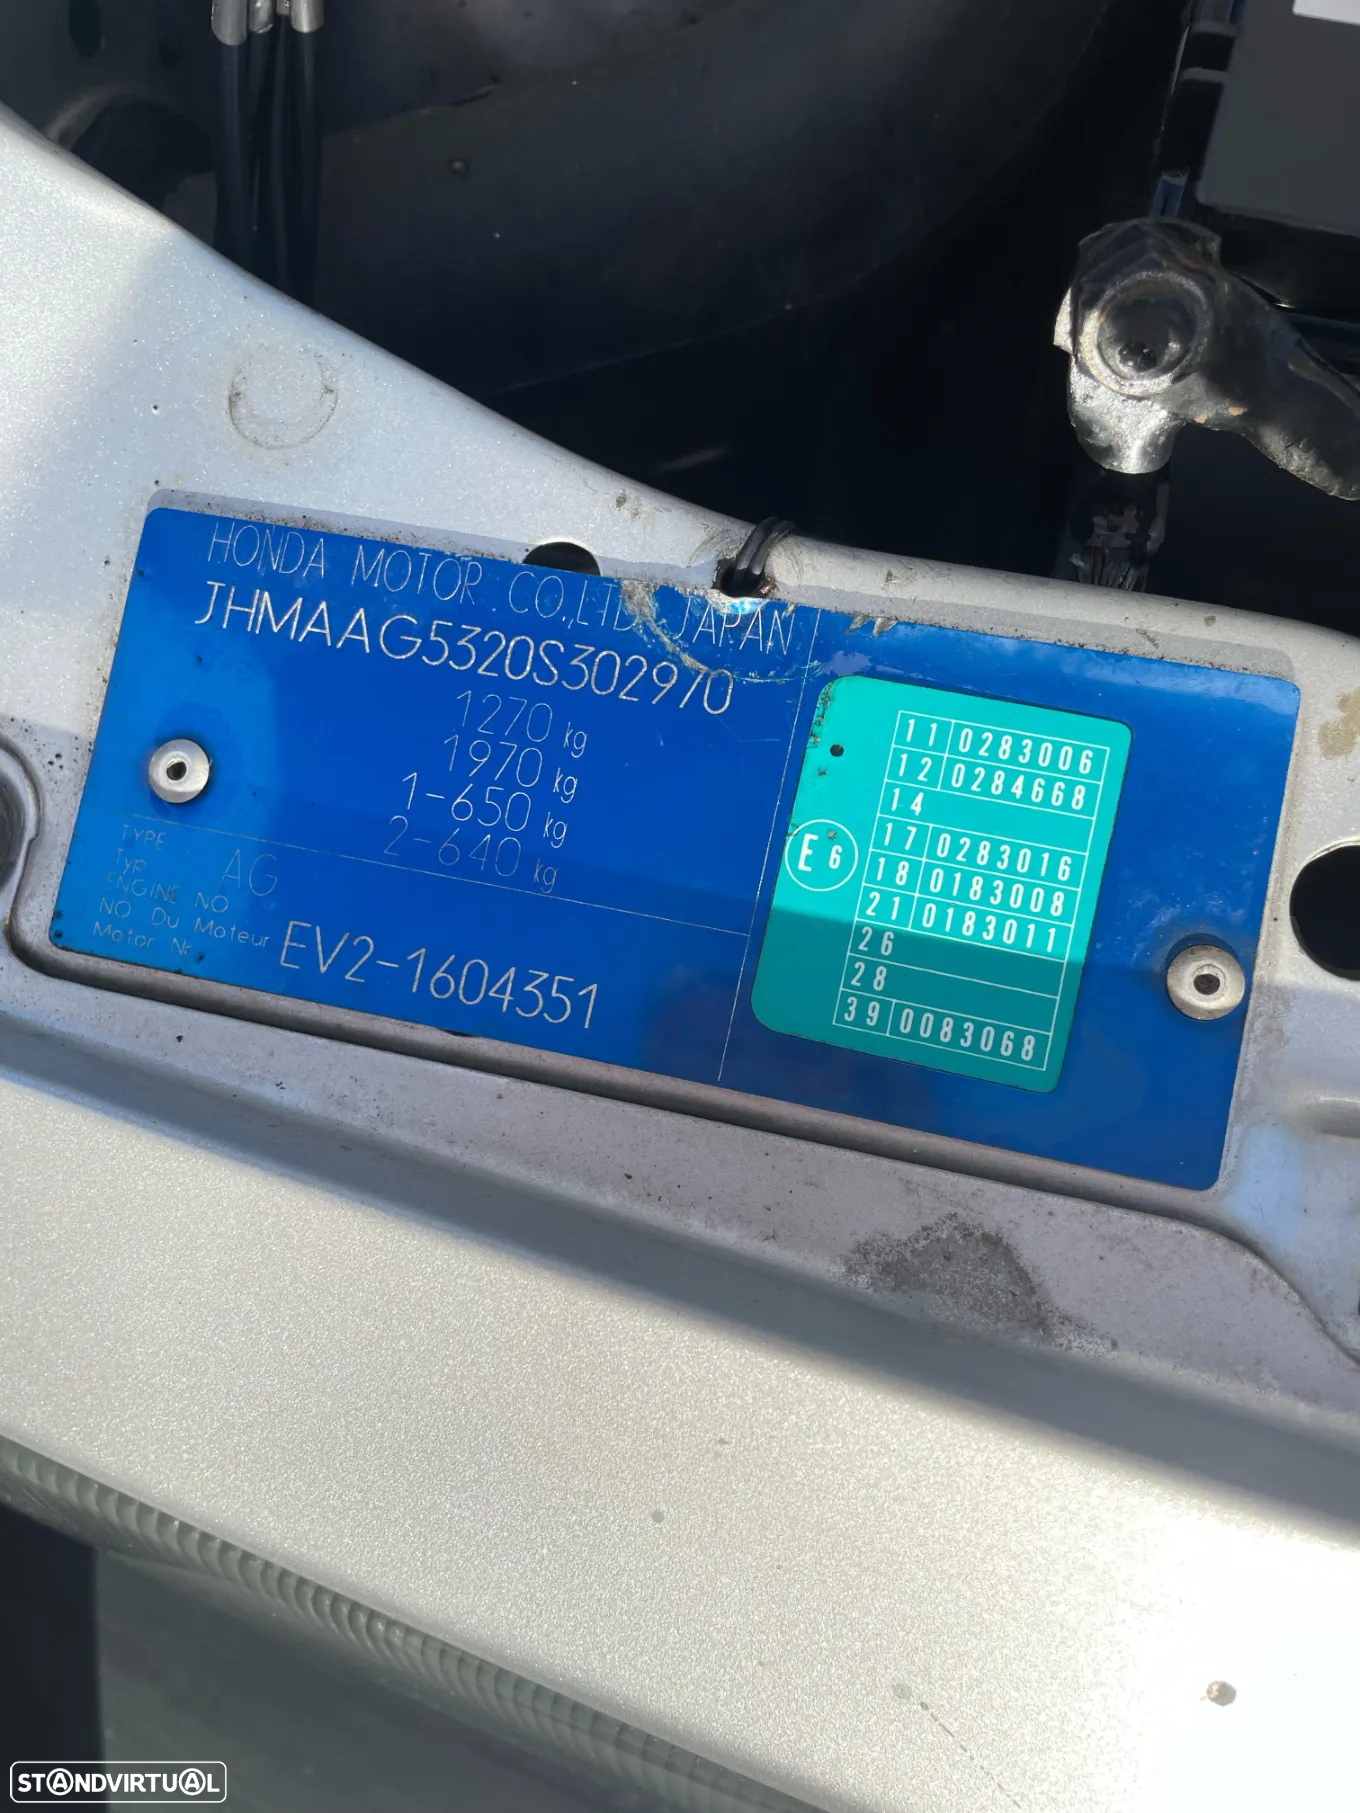 HONDA MOTOR CO.,LTD. JAPAN
JHMAAG5320S302970
1270 kg
1970 kg
1-650 kg
2-640 kg
TYPE
TYP
AG
ENGINE NO
NO. Du Moteur
Motor Nr.
EV2-1604351
E6
11 0283006
12 0284668
14
17 0283016
18 0183008
21 0183011
26
28
39 0083068
STANDVIRTUAL